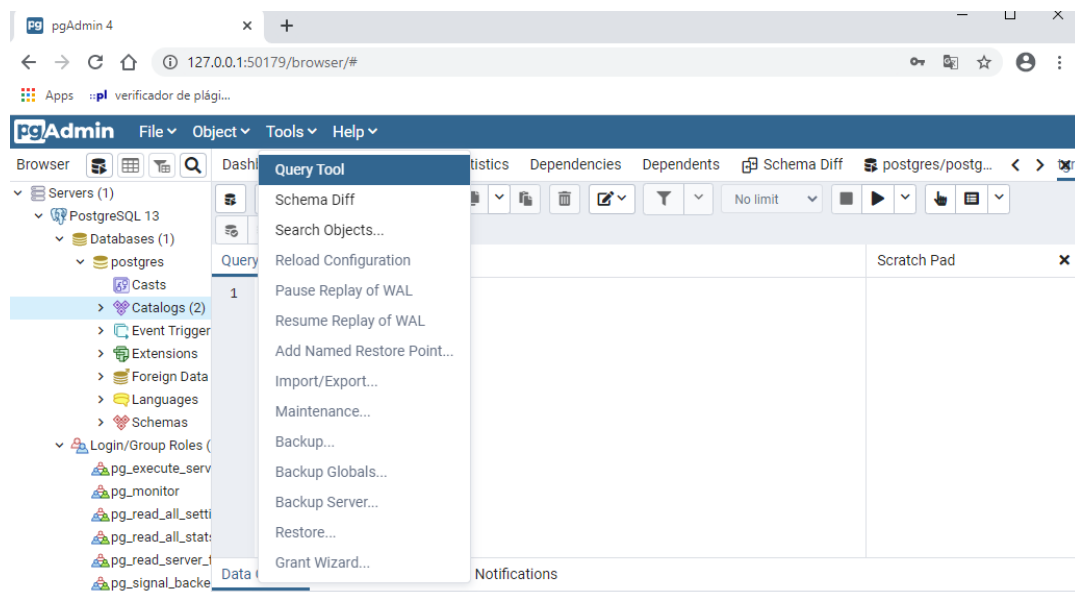 pgAdmin 4
127.0.0.1:50179/browser/#
Apps verificador de plági...
pgAdmin File Object Tools Help
Browser Dashl tistics Dependencies Dependents Schema Diff postgres/postg...
Servers (1)
PostgreSQL 13
Databases (1)
postgres
Casts
Catalogs (2)
Event Trigger
Extensions
Foreign Data
Languages
Schemas
Login/Group Roles (
pg_execute_serv
pg_monitor
pg_read_all_setti
pg_read_all_stat
pg_read_server_f
pg_signal_backe
Query Tool
Schema Diff
Search Objects...
Reload Configuration
Pause Replay of WAL
Resume Replay of WAL
Add Named Restore Point...
Import/Export...
Maintenance...
Backup...
Backup Globals...
Backup Server...
Restore...
Grant Wizard...
No limit
Query
Scratch Pad
1
Data
Notifications